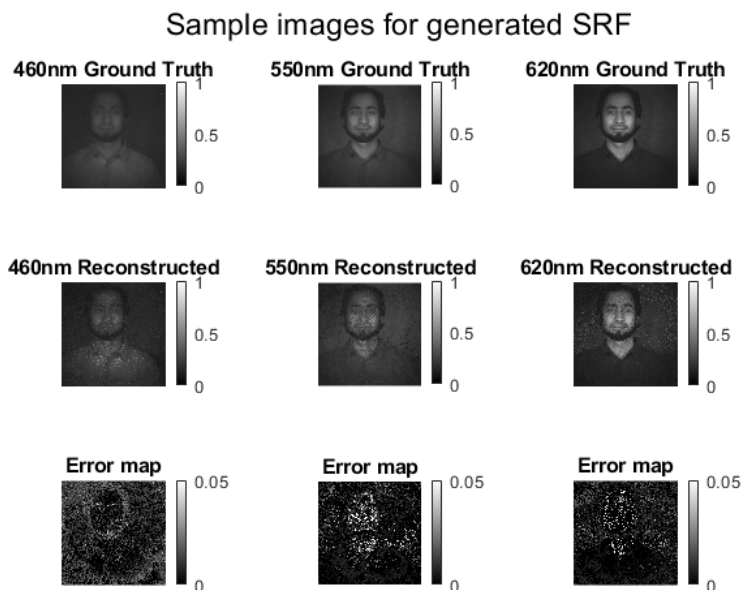 Sample images for generated SRF
460nm Ground Truth
1
0.5
0
550nm Ground Truth
1
0.5
0
620nm Ground Truth
1
0.5
0
460nm Reconstructed
1
0.5
0
550nm Reconstructed
1
0.5
0
620nm Reconstructed
1
0.5
0
Error map
0.05
0
Error map
0.05
0
Error map
0.05
0